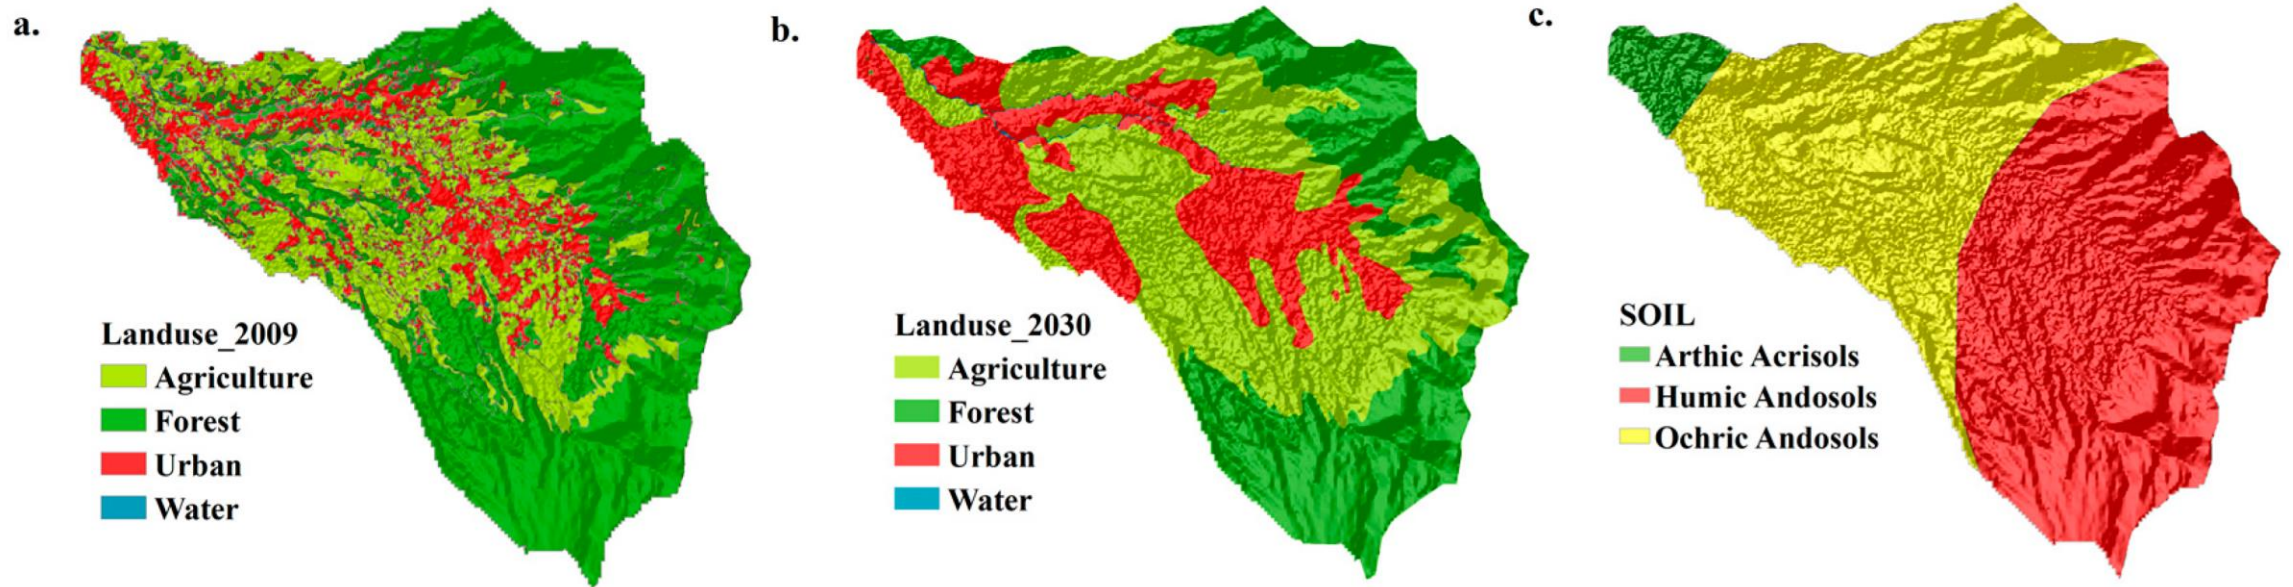 a.
Landuse_2009
Agriculture
Forest
Urban
Water
b.
Landuse_2030
Agriculture
Forest
Urban
Water
c.
SOIL
Arthic Acrisols
Humic Andosols
Ochric Andosols